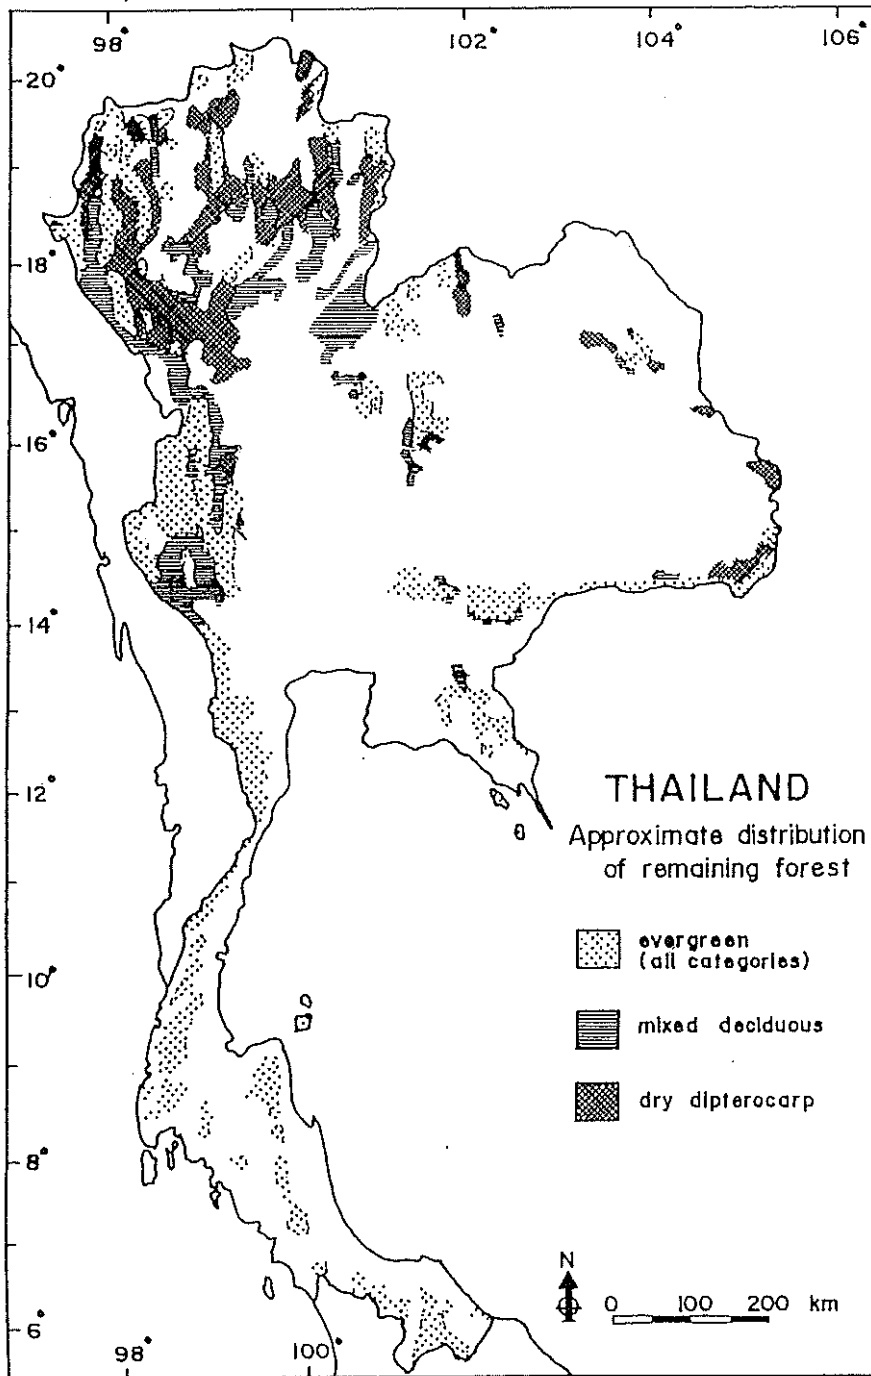 98°
102°
104°
106°
20°
18°
16°
14°
12°
10°
8°
6°
THAILAND
Approximate distribution
of remaining forest
evergreen
(all categories)
mixed deciduous
dry dipterocarp
N
0 100 200 km
98°
100°